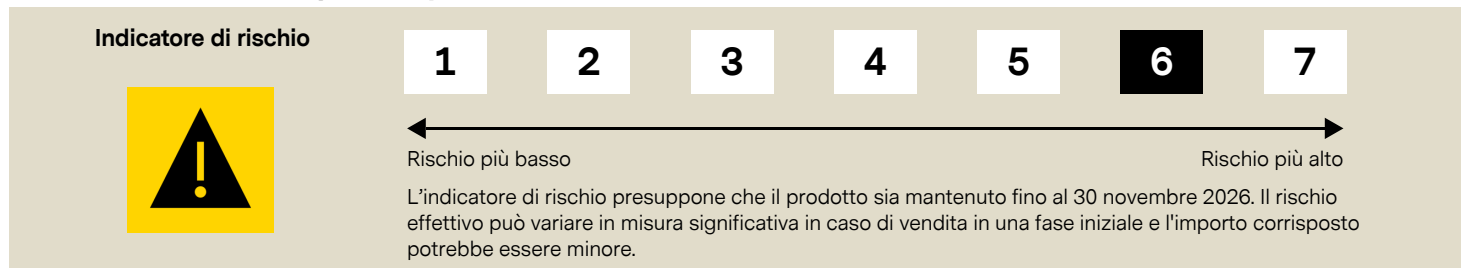 Indicatore di rischio
1 2 3 4 5 6 7
Rischio più basso Rischio più alto
L'indicatore di rischio presuppone che il prodotto sia mantenuto fino al 30 novembre 2026. Il rischio
effettivo può variare in misura significativa in caso di vendita in una fase iniziale e l'importo corrisposto
potrebbe essere minore.